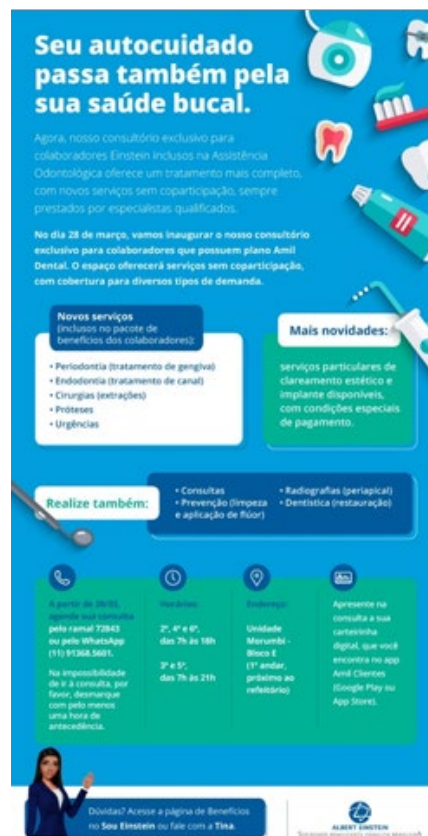 Seu autocuidado
passa também pela
sua saúde bucal.
Agora, nosso consultório exclusivo para
colaboradores Einstein inclusos na Assistência
Odontológica oferece um tratamento mais completo,
com novos serviços sem coparticipação, sempre
prestados por especialistas qualificados.
No dia 28 de março, vamos inaugurar o nosso consultório
exclusivo para colaboradores que possuem plano Amil
Dental. O espaço oferecerá serviços sem coparticipação,
com cobertura para diversos tipos de demanda.
Novos serviços
(inclusos no pacote de
benefícios dos colaboradores):
• Periodontia (tratamento de gengiva)
• Endodontia (tratamento de canal)
• Cirurgias (extrações)
• Próteses
• Urgências
Mais novidades:
serviços particulares de
clareamento estético e
implante disponíveis,
com condições especiais
de pagamento.
Realize também:
• Consultas
• Prevenção (limpeza
e aplicação de flúor)
• Radiografias (periapical)
• Dentística (restauração)
A partir de 28/03,
agende sua consulta
pelo ramal 72843
ou pelo WhatsApp
(11) 91368.5601.
Na impossibilidade
de ir à consulta, por
favor, desmarque
com pelo menos
uma hora de
antecedência.
Horários:
2ª, 4ª e 6ª,
das 7h às 18h
3ª e 5ª,
das 7h às 21h
Endereço:
Unidade
Morumbi -
Bloco E
(1º andar,
próximo ao
refeitório)
Apresente na
consulta a sua
carteirinha
digital, que você
encontra no app
Amil Clientes
(Google Play ou
App Store).
Dúvidas? Acesse a página de Benefícios
no Sou Einstein ou fale com a Tina.
ALBERT EINSTEIN